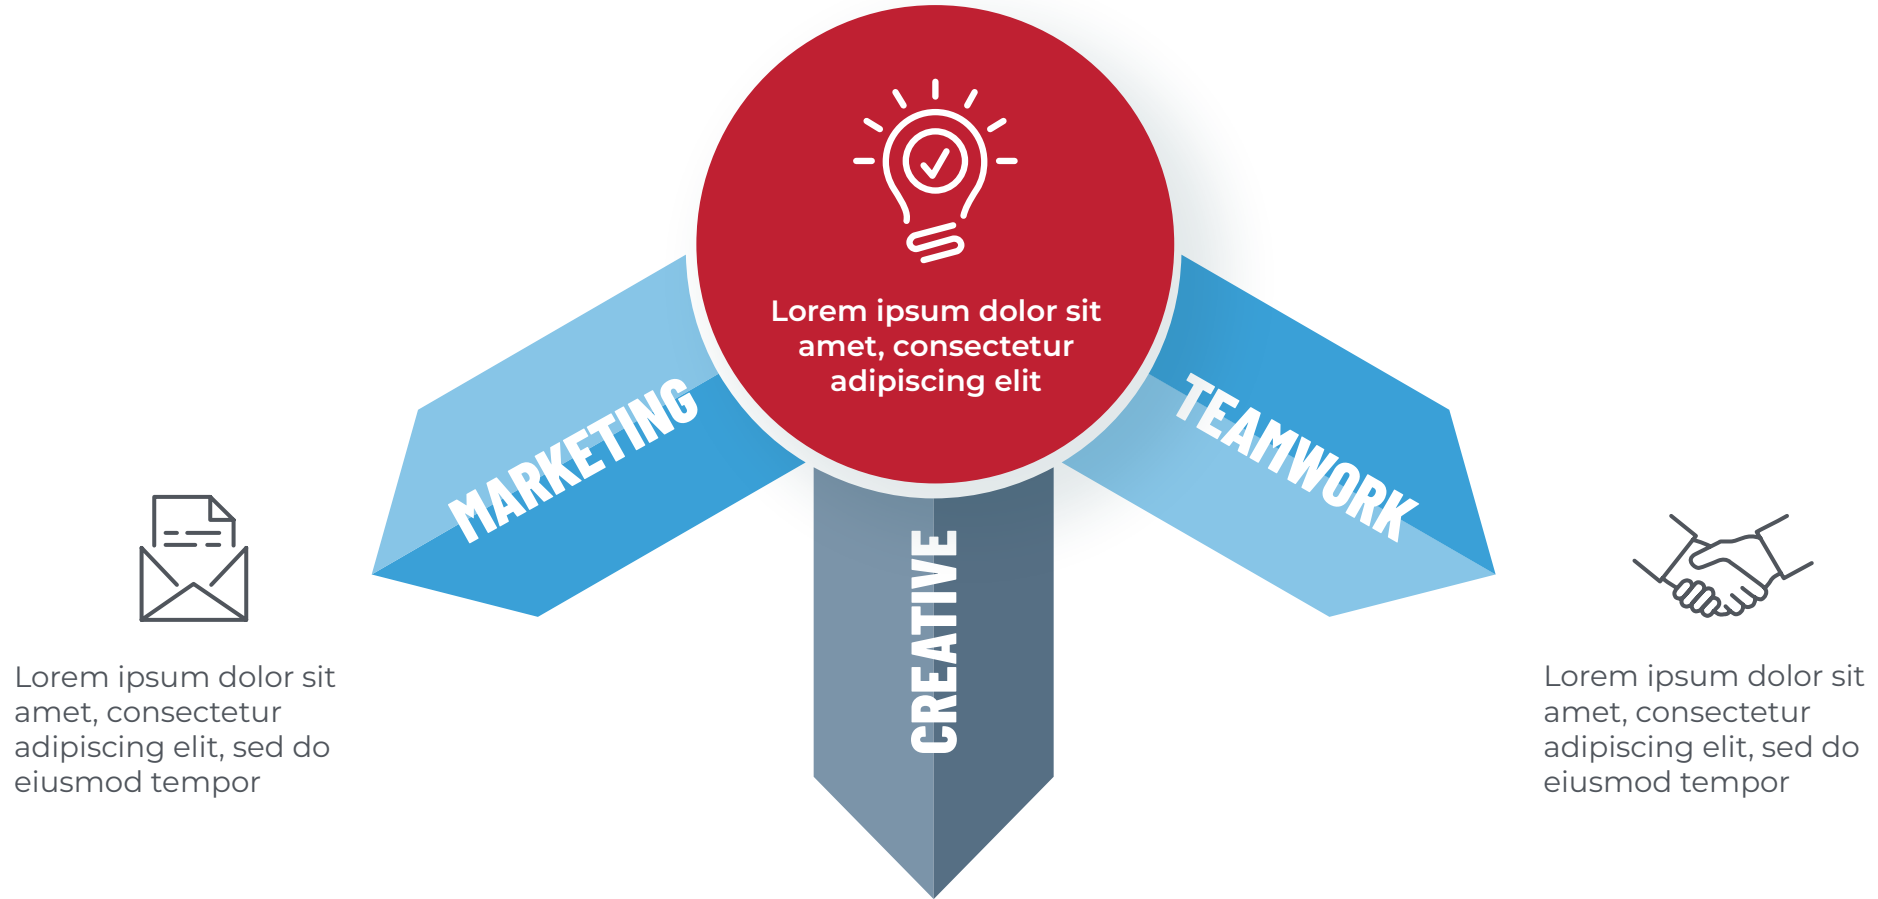 Lorem ipsum dolor sit
amet, consectetur
adipiscing elit
MARKETING
CREATIVE
TEAMWORK
Lorem ipsum dolor sit
amet, consectetur
adipiscing elit, sed do
eiusmod tempor
Lorem ipsum dolor sit
amet, consectetur
adipiscing elit, sed do
eiusmod tempor